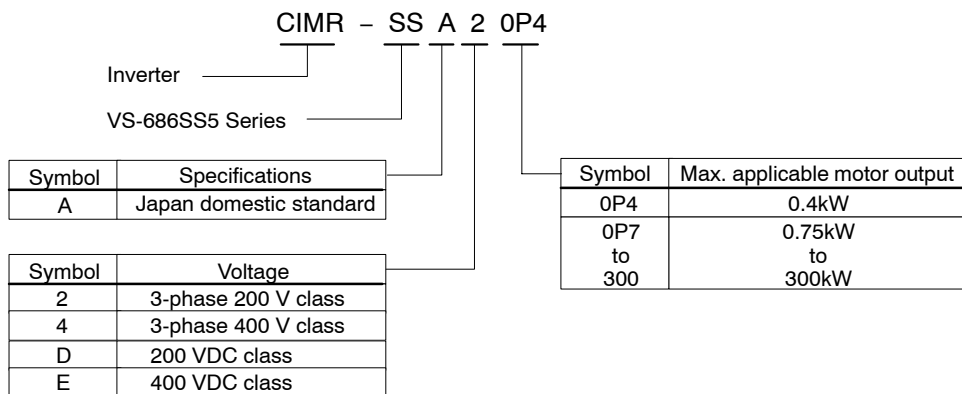 CIMR – SS A 2 0P4
Inverter
VS-686SS5 Series
Symbol Specifications
A Japan domestic standard
Symbol Voltage
2 3-phase 200 V class
4 3-phase 400 V class
D 200 VDC class
E 400 VDC class
Symbol Max. applicable motor output
0P4 0.4kW
0P7 0.75kW
to to
300 300kW